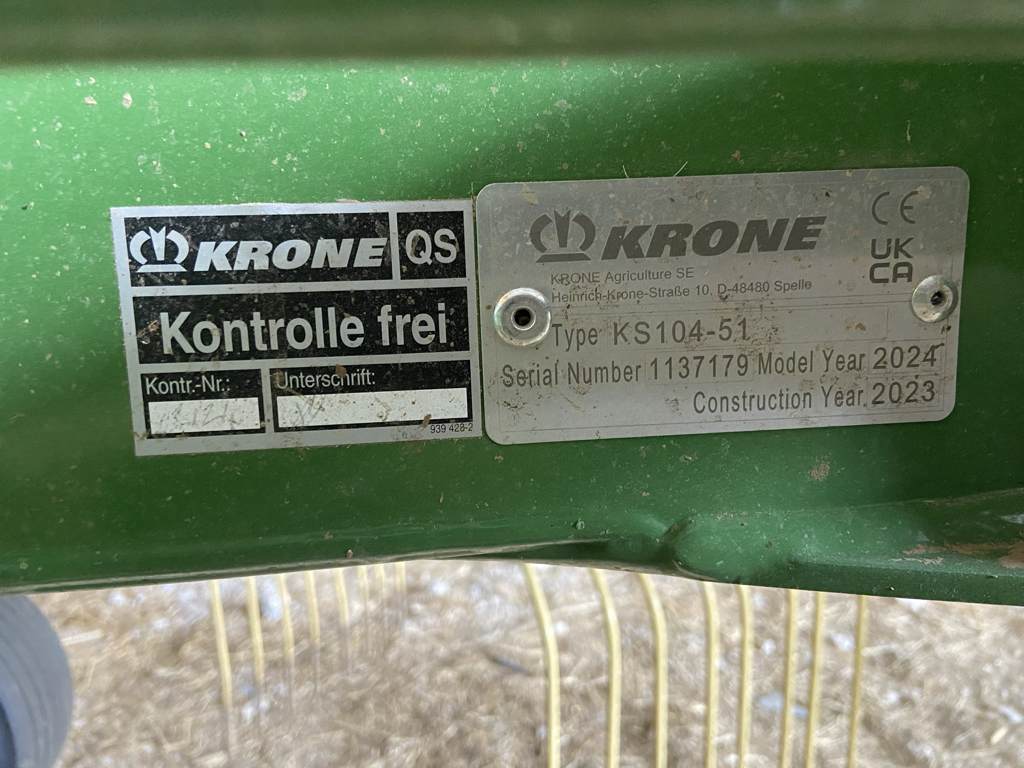 KRONE QS
Kontrolle frei
Kontr.-Nr.: Unterschrift:
939 428-2
KRONE CE
UK
CA
KRONE Agriculture SE
Heinrich-Krone-Straße 10, D-48480 Spelle
Type KS104-51
Serial Number 1137179 Model Year 2024
Construction Year 2023